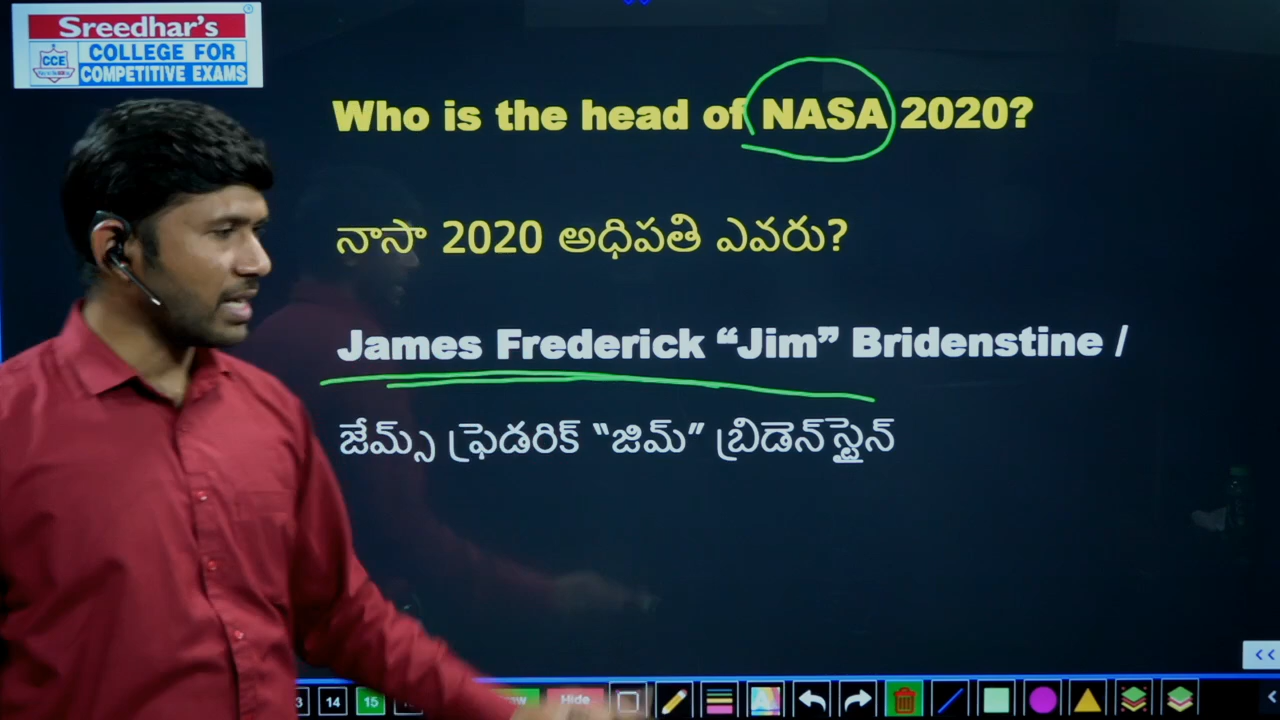 Sreedhar's
CCE
COLLEGE FOR
COMPETITIVE EXAMS
Who is the head of NASA 2020?
నాసా 2020 అధిపతి ఎవరు?
James Frederick “Jim” Bridenstine /
జేమ్స్ ఫ్రెడరిక్ “జిమ్” బ్రిడెన్‌స్టైన్
14 15 Hide